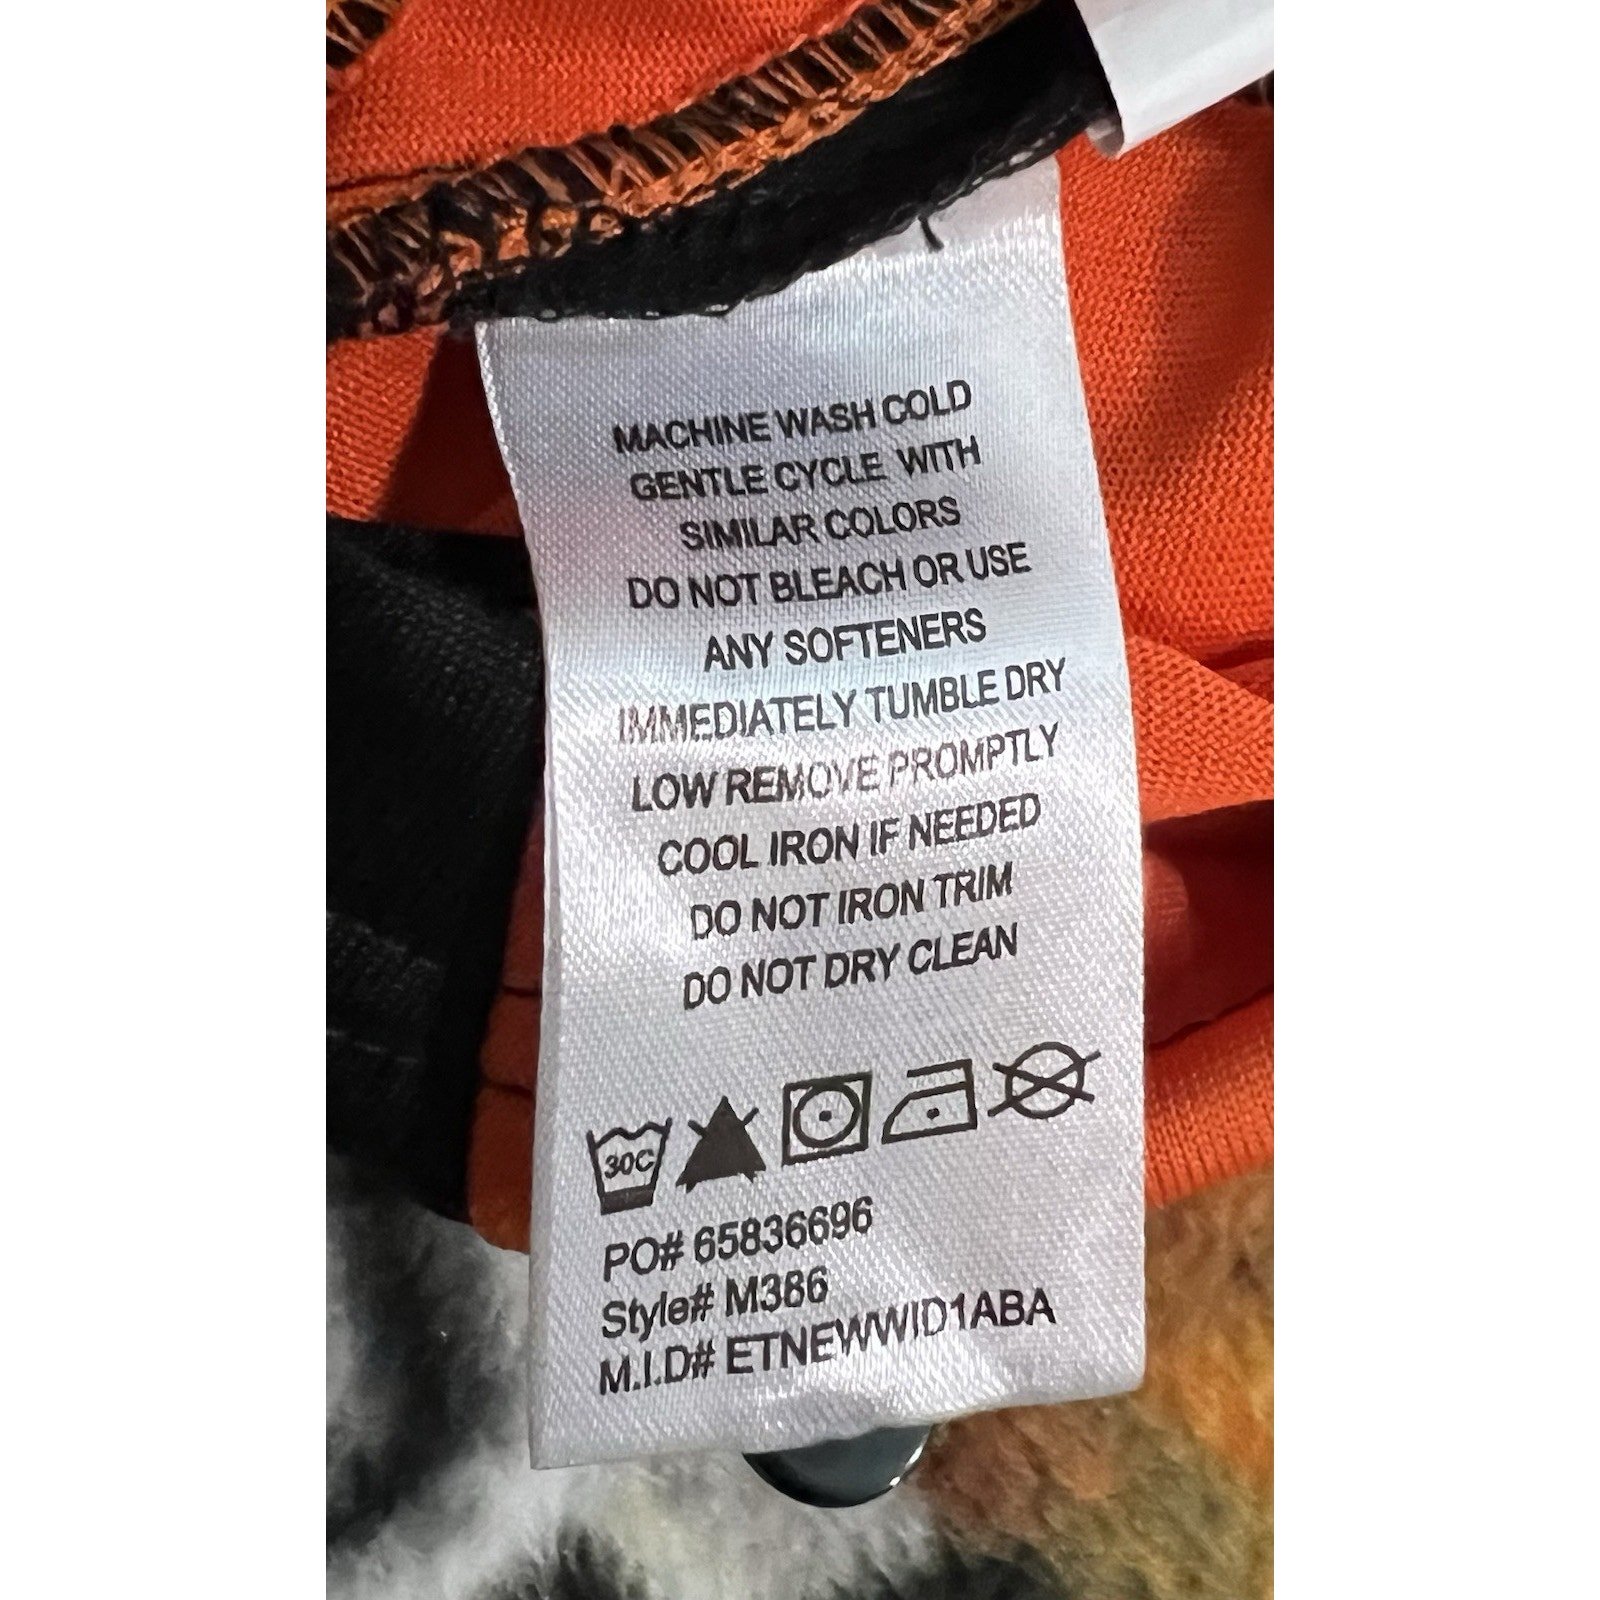 MACHINE WASH COLD
GENTLE CYCLE WITH
SIMILAR COLORS
DO NOT BLEACH OR USE
ANY SOFTENERS
IMMEDIATELY TUMBLE DRY
LOW REMOVE PROMPTLY
COOL IRON IF NEEDED
DO NOT IRON TRIM
DO NOT DRY CLEAN
30C
PO# 65836696
Style# M386
M.I.D# ETNEWWID1ABA